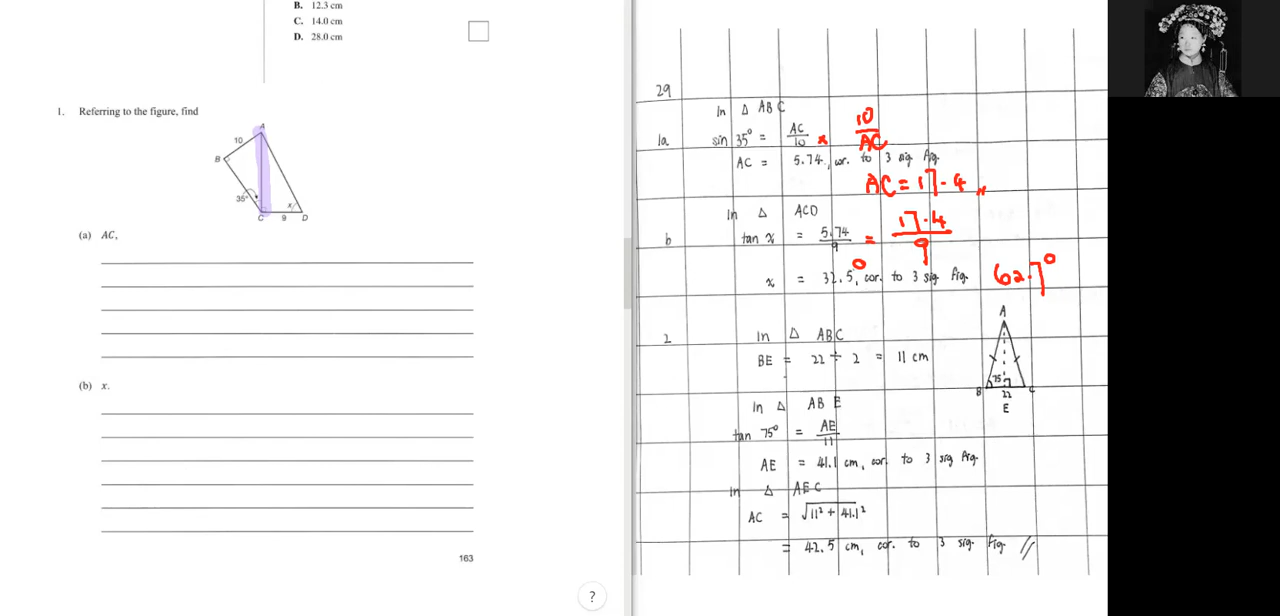 B. 12.3 cm
C. 14.0 cm
D. 28.0 cm
1. Referring to the figure, find
A
10
B
35°
x
C 9 D
(a) AC,
(b) x.
163
?
29
In Δ ABC
1a sin 35° = AC/10 × 10/AC
AC = 5.74, cor. to 3 sig fig.
AC = 17.4 //
In Δ ACD
b tan x = 5.74/9 = 17.4/9
x = 32.5°, cor. to 3 sig fig. 62.7°
2 In Δ ABC
BE = 22 ÷ 2 = 11 cm
A
75°
B C
22
E
In Δ ABE
tan 75° = AE/11
AE = 41.1 cm, cor. to 3 sig fig.
In Δ AEC
AC = √11² + 41.1²
= 42.5 cm, cor. to 3 sig. fig. //